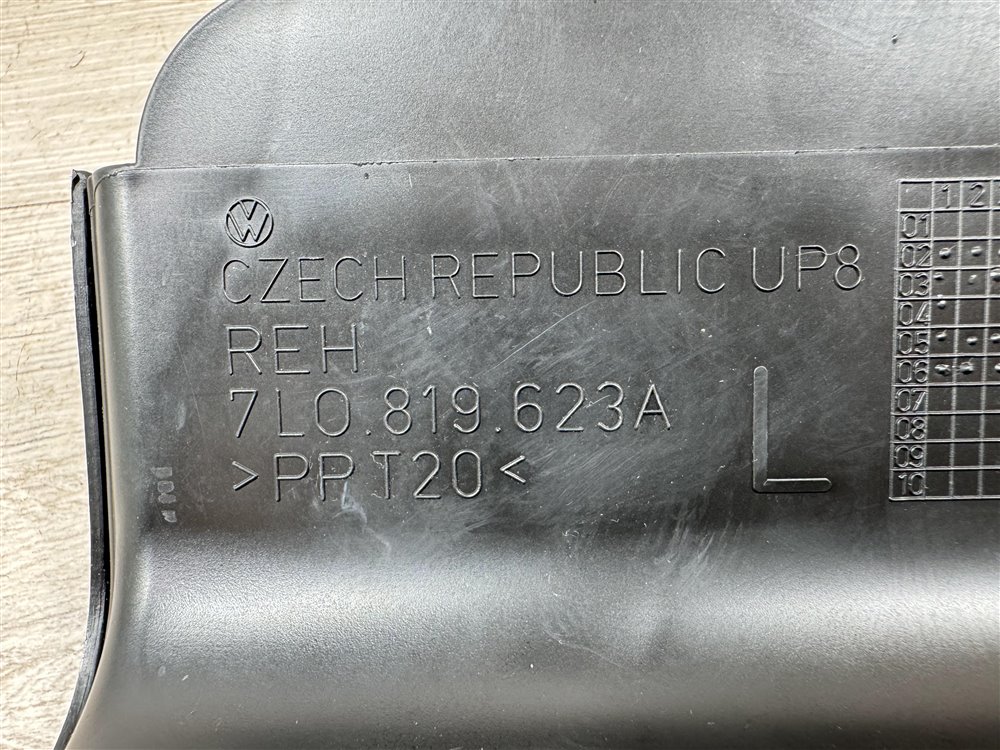 VW
CZECH REPUBLIC UP8
REH
7L0.819.623A
>PP T20<
L
1 2
01
02
03
04
05
06
07
08
09
10